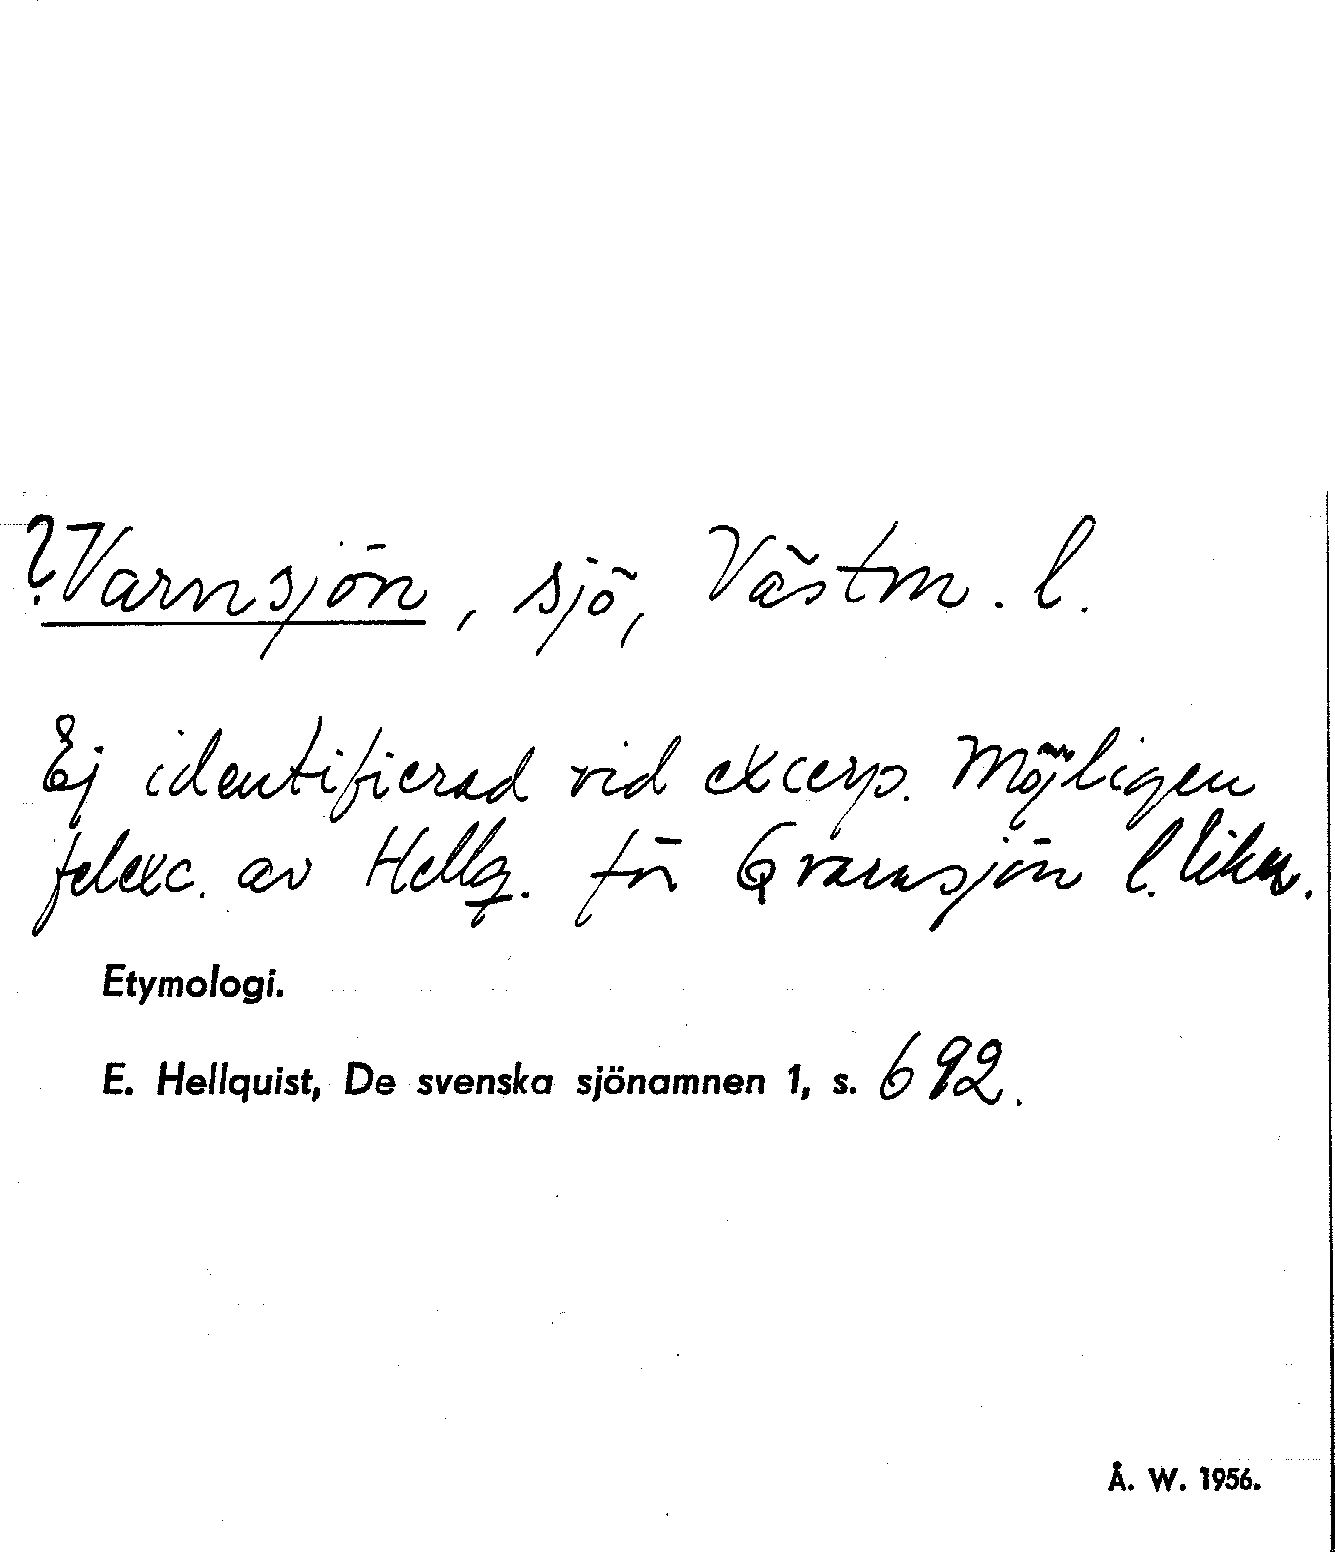 ? Varnsjön, sjö, Västm. l.
Ej identifierad vid excerp. Möjligen
felexc. av Hellq. för Qvarnsjön l. likn.
Etymologi.
E. Hellquist, De svenska sjönamnen 1, s. 692.
Å. W. 1956.